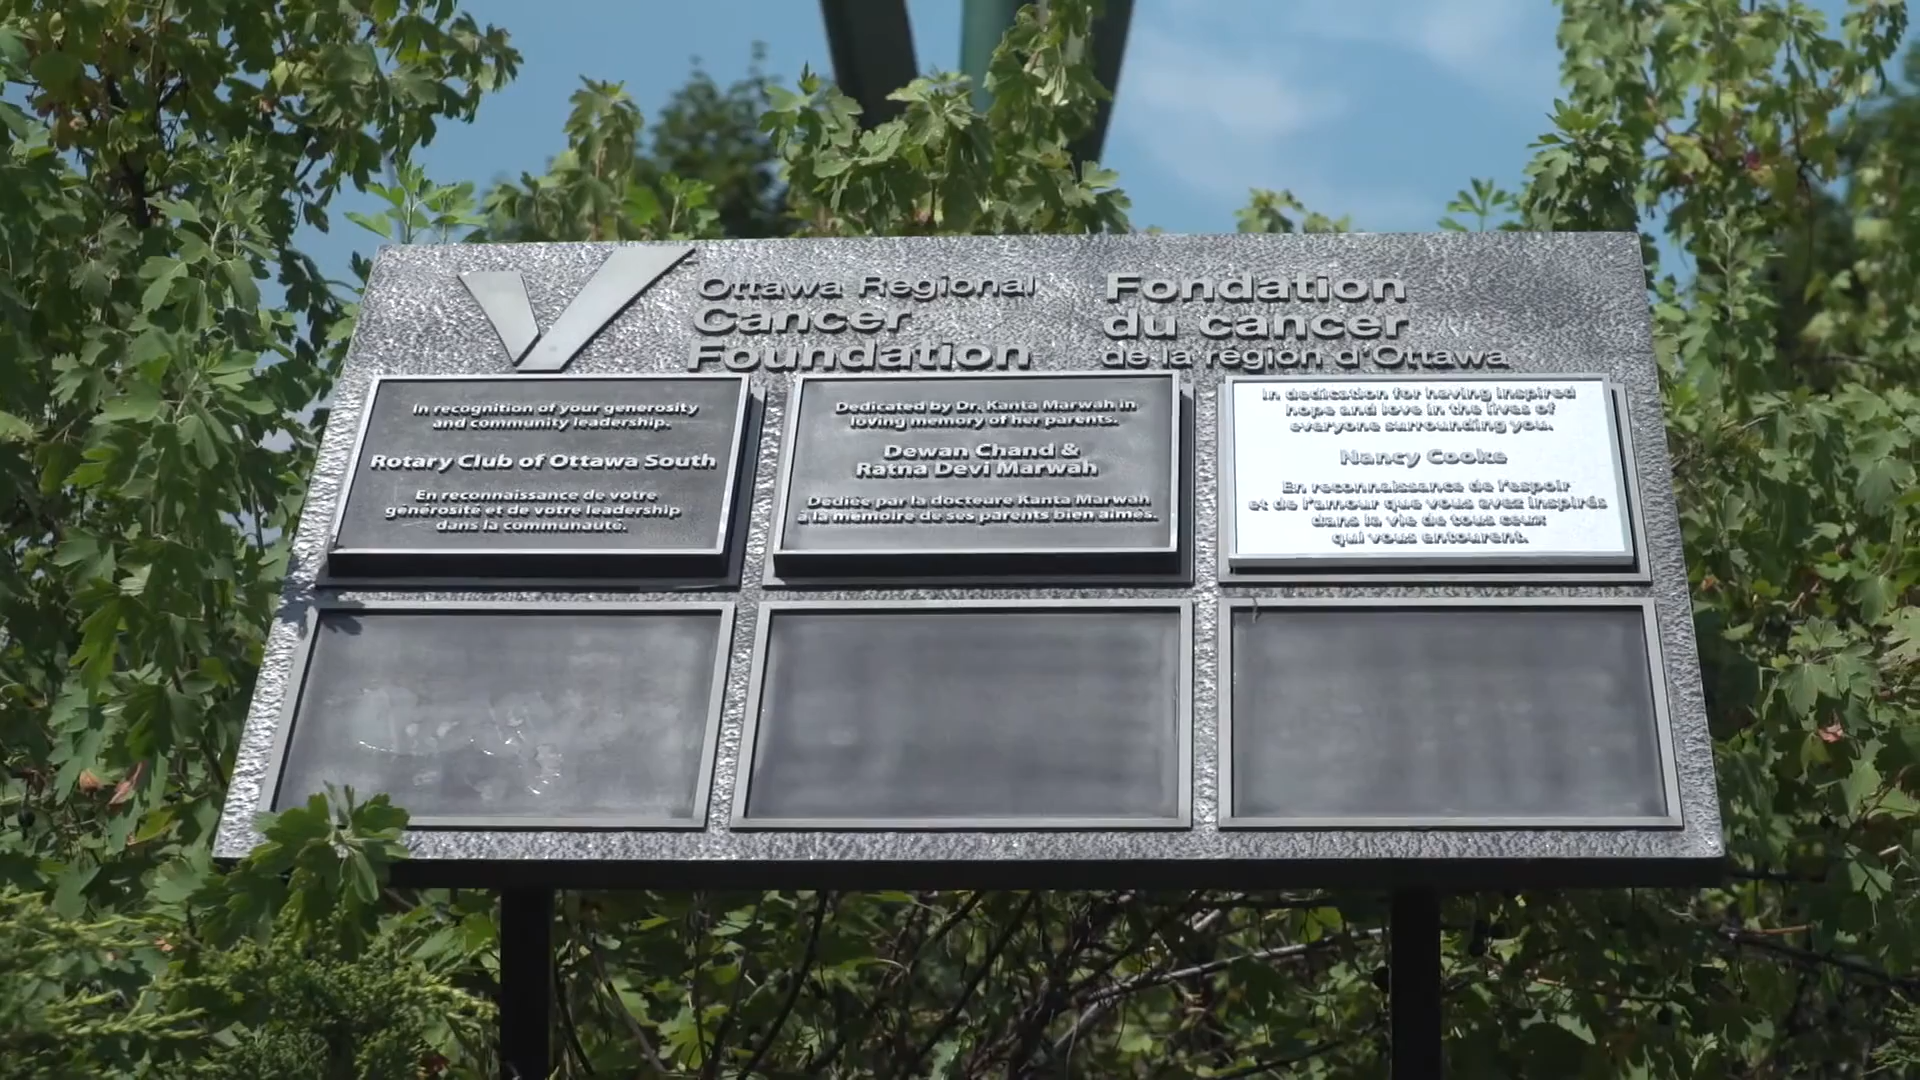 Ottawa Regional
Cancer
Foundation
Fondation
du cancer
de la région d'Ottawa
In recognition of your generosity
and community leadership.
Rotary Club of Ottawa South
En reconnaissance de votre
générosité et de votre leadership
dans la communauté.
Dedicated by Dr. Kanta Marwah in
loving memory of her parents.
Dewan Chand &
Ratna Devi Marwah
Dédiée par la docteure Kanta Marwah
à la mémoire de ses parents bien aimés.
In dedication for having inspired
hope and love in the lives of
everyone surrounding you.
Nancy Cooke
En reconnaissance de l'espoir
et de l'amour que vous avez inspirés
dans la vie de tous ceux
qui vous entourent.